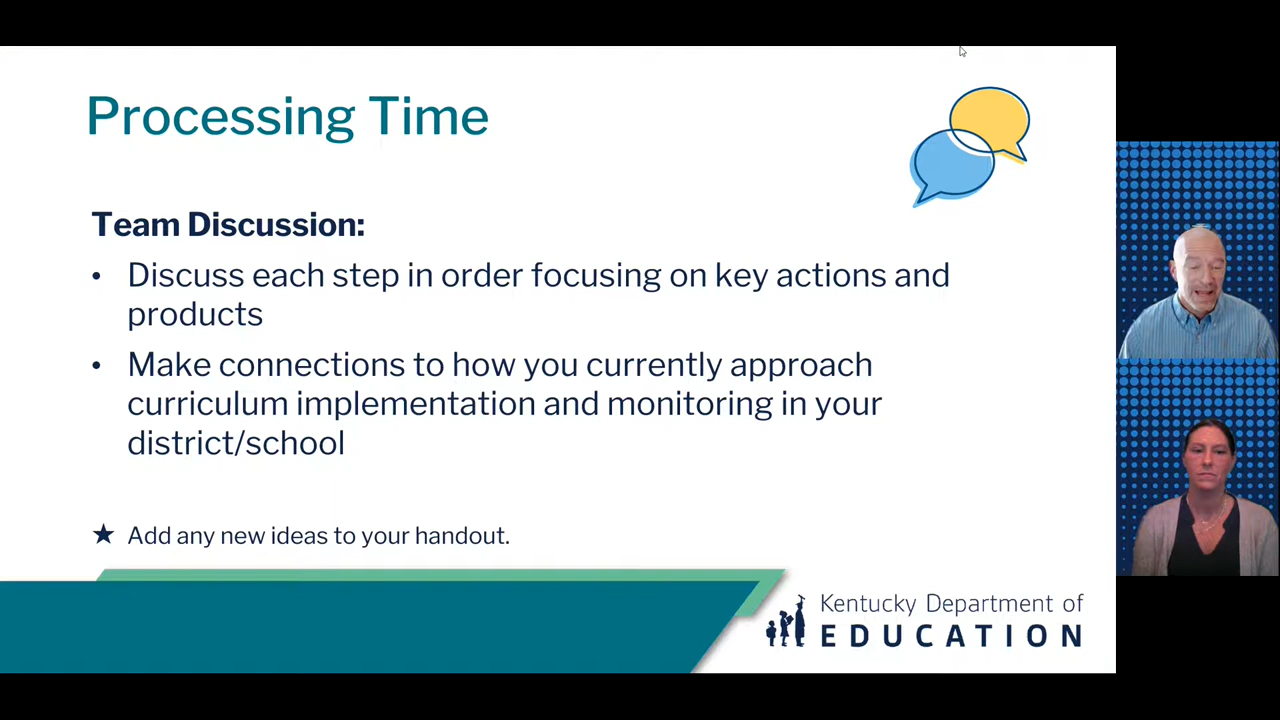 Processing Time
Team Discussion:
• Discuss each step in order focusing on key actions and
products
• Make connections to how you currently approach
curriculum implementation and monitoring in your
district/school
★ Add any new ideas to your handout.
Kentucky Department of
EDUCATION